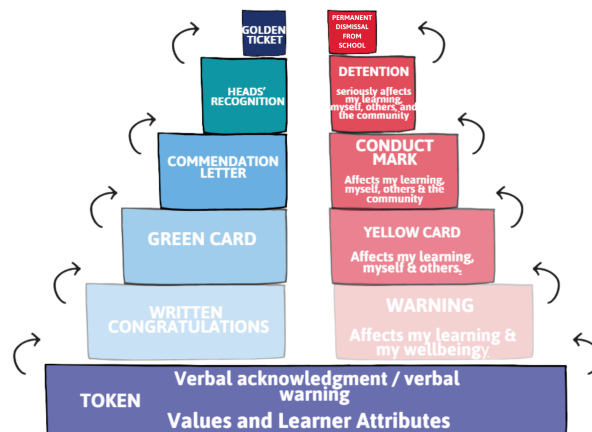 GOLDEN
TICKET
PERMANENT
DISMISSAL
FROM
SCHOOL
HEADS'
RECOGNITION
DETENTION
seriously affects
my learning,
myself, others, and
the community
COMMENDATION
LETTER
CONDUCT
MARK
Affects my learning,
myself, others & the
community
GREEN CARD
YELLOW CARD
Affects my learning,
myself & others.
WRITTEN
CONGRATULATIONS
WARNING
Affects my learning &
my wellbeingy
TOKEN
Verbal acknowledgment / verbal
warning
Values and Learner Attributes